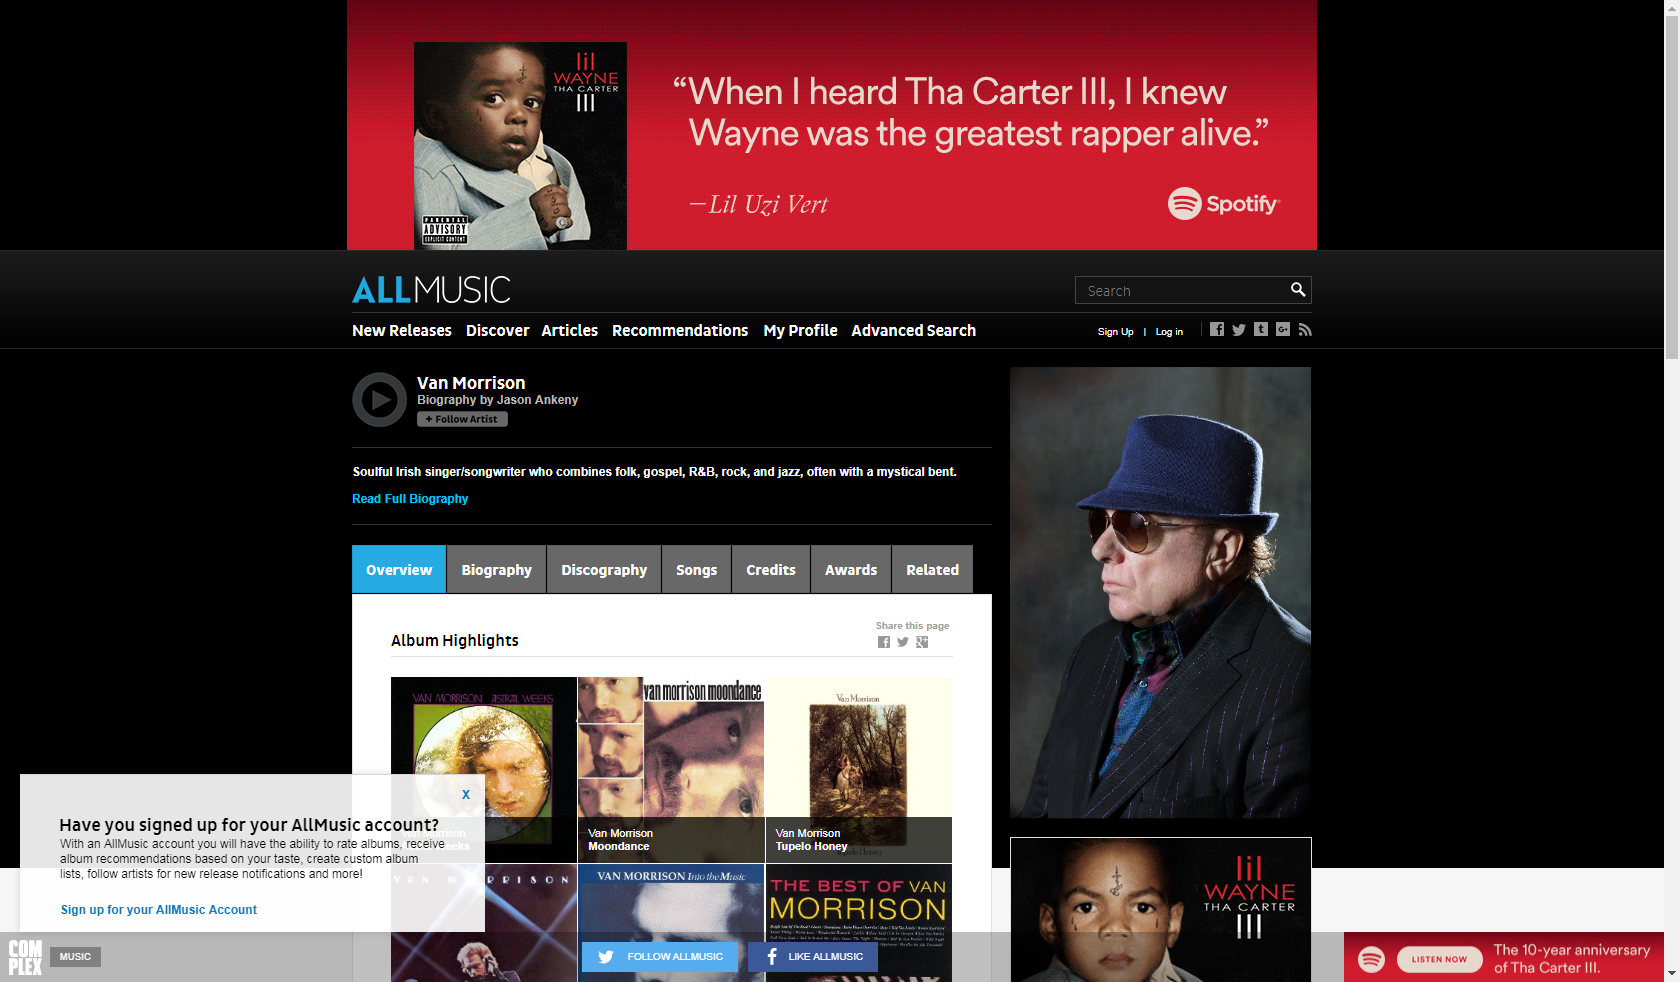 lil
WAYNE
THA CARTER
III
PARENTAL
ADVISORY
EXPLICIT CONTENT
“When I heard Tha Carter III, I knew
Wayne was the greatest rapper alive.”
—Lil Uzi Vert
Spotify
ALLMUSIC
Search
New Releases Discover Articles Recommendations My Profile Advanced Search
Sign Up | Log in
Van Morrison
Biography by Jason Ankeny
+ Follow Artist
Soulful Irish singer/songwriter who combines folk, gospel, R&B, rock, and jazz, often with a mystical bent.
Read Full Biography
Overview Biography Discography Songs Credits Awards Related
Share this page
Album Highlights
VAN MORRISON ASTRAL WEEKS
van morrison moondance
Van Morrison
Van Morrison
Moondance
Van Morrison
Tupelo Honey
X
Have you signed up for your AllMusic account?
With an AllMusic account you will have the ability to rate albums, receive
album recommendations based on your taste, create custom album
lists, follow artists for new release notifications and more!
Sign up for your AllMusic Account
VAN MORRISON
VAN MORRISON Into the Music
THE BEST OF VAN
MORRISON
lil
WAYNE
THA CARTER
III
COM
PLEX
MUSIC
FOLLOW ALLMUSIC
LIKE ALLMUSIC
LISTEN NOW
The 10-year anniversary
of Tha Carter III.